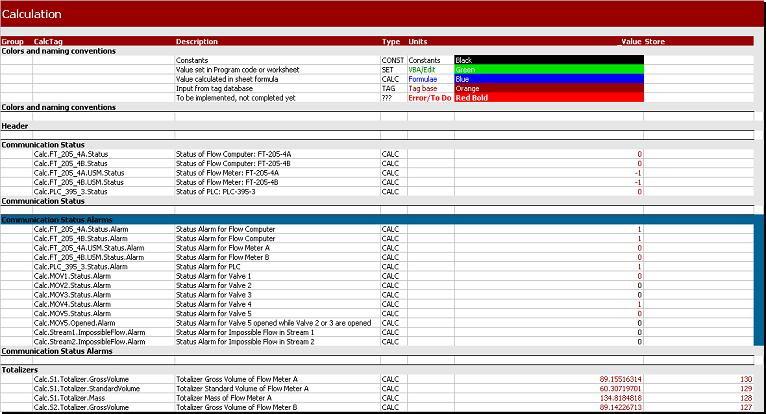 Calculation
Group CalcTag Description Type Units _Value Store
Colors and naming conventions
Constants CONST Constants Black
Value set in Program code or worksheet SET VBA/Edit Green
Value calculated in sheet formula CALC Formulae Blue
Input from tag database TAG Tag base Orange
To be implemented, not completed yet ??? Error/To Do Red Bold
Colors and naming conventions
Header
Communication Status
Calc.FT_205_4A.Status Status of Flow Computer: FT-205-4A CALC 0
Calc.FT_205_4B.Status Status of Flow Computer: FT-205-4B CALC 0
Calc.FT_205_4A.USM.Status Status of Flow Meter: FT-205-4A CALC -1
Calc.FT_205_4B.USM.Status Status of Flow Meter: FT-205-4B CALC -1
Calc.PLC_395_3.Status Status of PLC: PLC-395-3 CALC 0
Communication Status
Communication Status Alarms
Calc.FT_205_4A.Status.Alarm Status Alarm for Flow Computer CALC 1
Calc.FT_205_4B.Status.Alarm Status Alarm for Flow Computer CALC 1
Calc.FT_205_4A.USM.Status.Alarm Status Alarm for Flow Meter A CALC 0
Calc.FT_205_4B.USM.Status.Alarm Status Alarm for Flow Meter B CALC 0
Calc.PLC_395_3.Status.Alarm Status Alarm for PLC CALC 1
Calc.MOV1.Status.Alarm Status Alarm for Valve 1 CALC 0
Calc.MOV2.Status.Alarm Status Alarm for Valve 2 CALC 0
Calc.MOV3.Status.Alarm Status Alarm for Valve 3 CALC 0
Calc.MOV4.Status.Alarm Status Alarm for Valve 4 CALC 1
Calc.MOV5.Status.Alarm Status Alarm for Valve 5 CALC 0
Calc.MOV5.Opened.Alarm Status Alarm for Valve 5 opened while Valve 2 or 3 are opened CALC 0
Calc.Stream1.ImpossibleFlow.Alarm Status Alarm for Impossible Flow in Stream 1 CALC 0
Calc.Stream2.ImpossibleFlow.Alarm Status Alarm for Impossible Flow in Stream 2 CALC 0
Communication Status Alarms
Totalizers
Calc.S1.Totalizer.GrossVolume Totalizer Gross Volume of Flow Meter A CALC 89.15516314 130
Calc.S1.Totalizer.StandardVolume Totalizer Standard Volume of Flow Meter A CALC 60.30719701 129
Calc.S1.Totalizer.Mass Totalizer Mass of Flow Meter A CALC 134.8184818 128
Calc.S2.Totalizer.GrossVolume Totalizer Gross Volume of Flow Meter B CALC 89.14226713 127